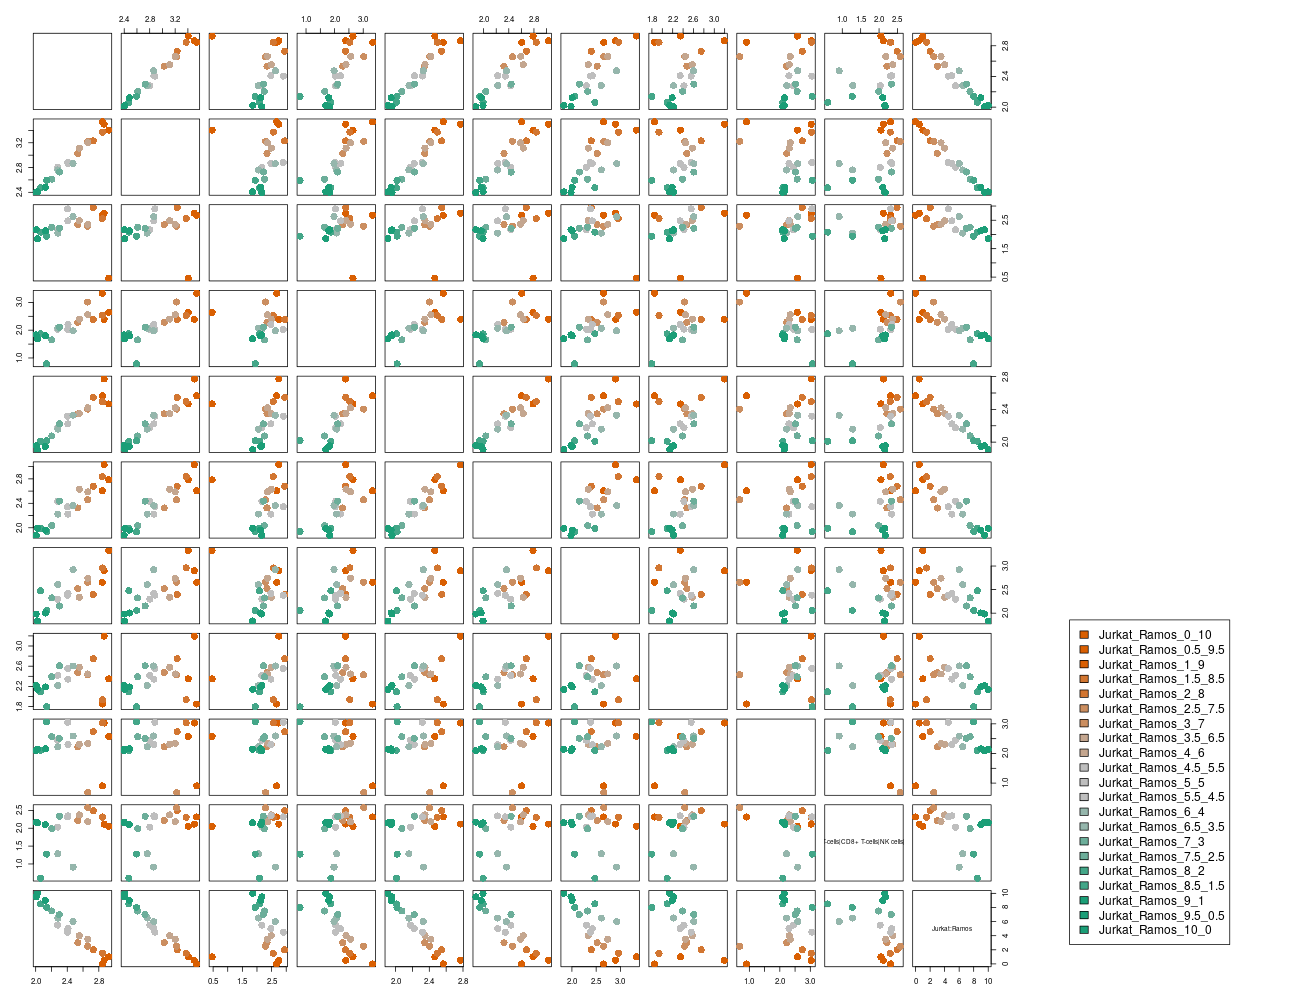 2.4 2.8 3.2 1.0 2.0 3.0 2.0 2.4 2.8 1.8 2.2 2.6 3.0 1.0 1.5 2.0 2.5
2.0 2.4 2.8
2.4 2.8 3.2
0.5 1.5 2.5
1.0 2.0 3.0
2.0 2.4 2.8
2.0 2.4 2.8
2.0 2.5 3.0
1.8 2.2 2.6 3.0
1.0 2.0 3.0
1.0 1.5 2.0 2.5
T-cells|CD8+ T-cells|NK cells
0 2 4 6 8 10
Jurkat:Ramos
2.0 2.4 2.8 0.5 1.5 2.5 2.0 2.4 2.8 2.0 2.5 3.0 1.0 2.0 3.0 0 2 4 6 8 10
Jurkat_Ramos_0_10
Jurkat_Ramos_0.5_9.5
Jurkat_Ramos_1_9
Jurkat_Ramos_1.5_8.5
Jurkat_Ramos_2_8
Jurkat_Ramos_2.5_7.5
Jurkat_Ramos_3_7
Jurkat_Ramos_3.5_6.5
Jurkat_Ramos_4_6
Jurkat_Ramos_4.5_5.5
Jurkat_Ramos_5_5
Jurkat_Ramos_5.5_4.5
Jurkat_Ramos_6_4
Jurkat_Ramos_6.5_3.5
Jurkat_Ramos_7_3
Jurkat_Ramos_7.5_2.5
Jurkat_Ramos_8_2
Jurkat_Ramos_8.5_1.5
Jurkat_Ramos_9_1
Jurkat_Ramos_9.5_0.5
Jurkat_Ramos_10_0